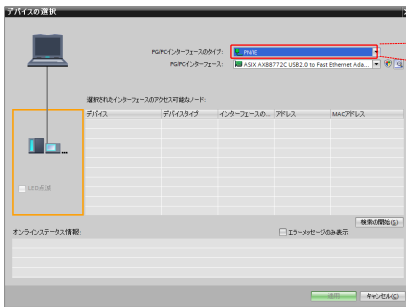 デバイスの選択
PG/PCインターフェースのタイプ: PN/IE
PG/PCインターフェース: ASIX AX88772C USB2.0 to Fast Ethernet Ada...
選択されたインターフェースのアクセス可能なノード:
デバイス デバイスタイプ インターフェースの... アドレス MACアドレス
LED点滅
検索の開始(S)
オンラインステータス情報: エラーメッセージのみ表示
適用 キャンセル(C)